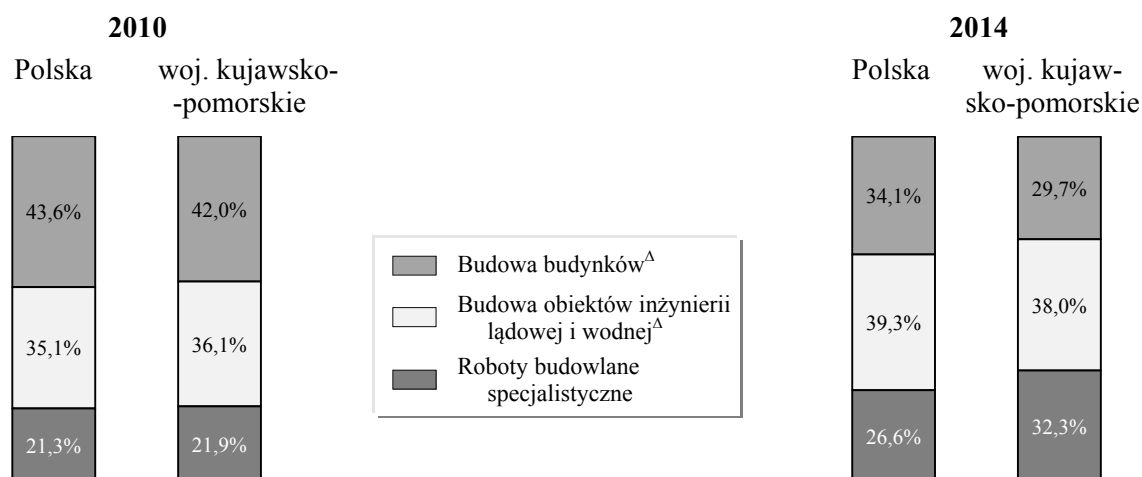 2010
2014
Polska
woj. kujawsko-
-pomorskie
Polska
woj. kujaw-
sko-pomorskie
43,6%
42,0%
35,1%
36,1%
21,3%
21,9%
Budowa budynkówᐃ
Budowa obiektów inżynierii
lądowej i wodnejᐃ
Roboty budowlane
specjalistyczne
34,1%
29,7%
39,3%
38,0%
26,6%
32,3%